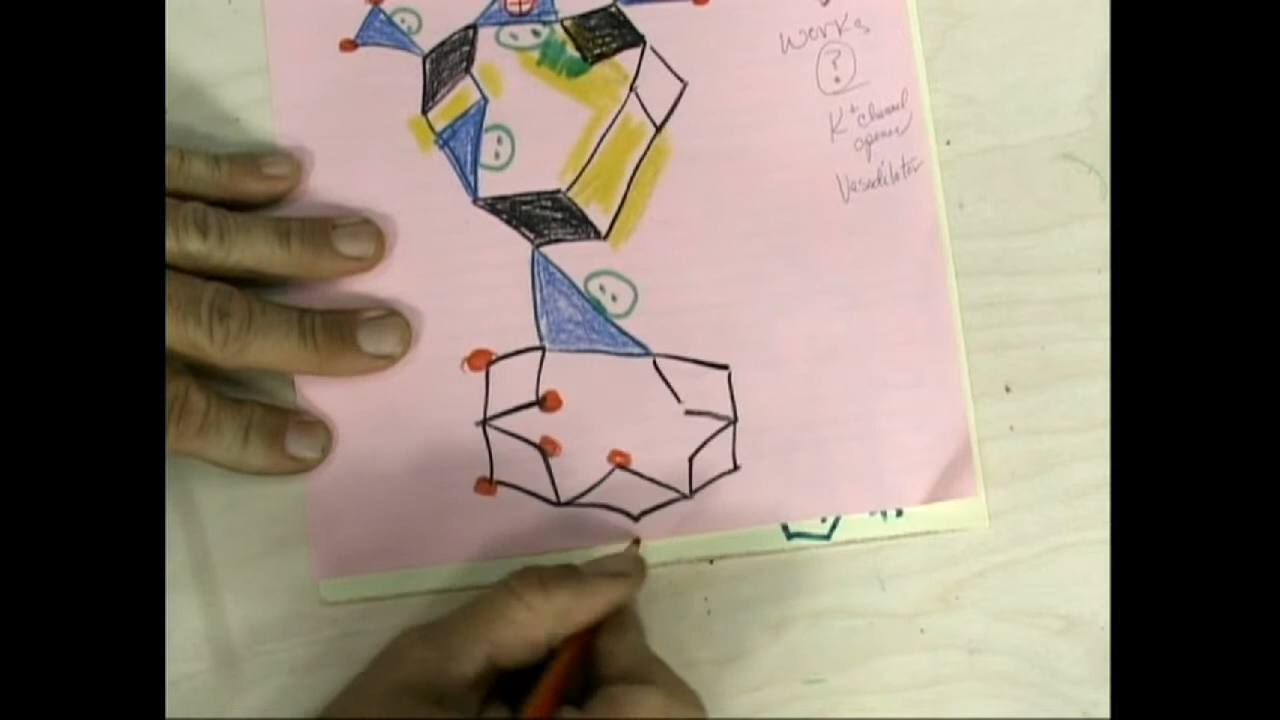 works
?
K+ channel
opener
Vasodilator